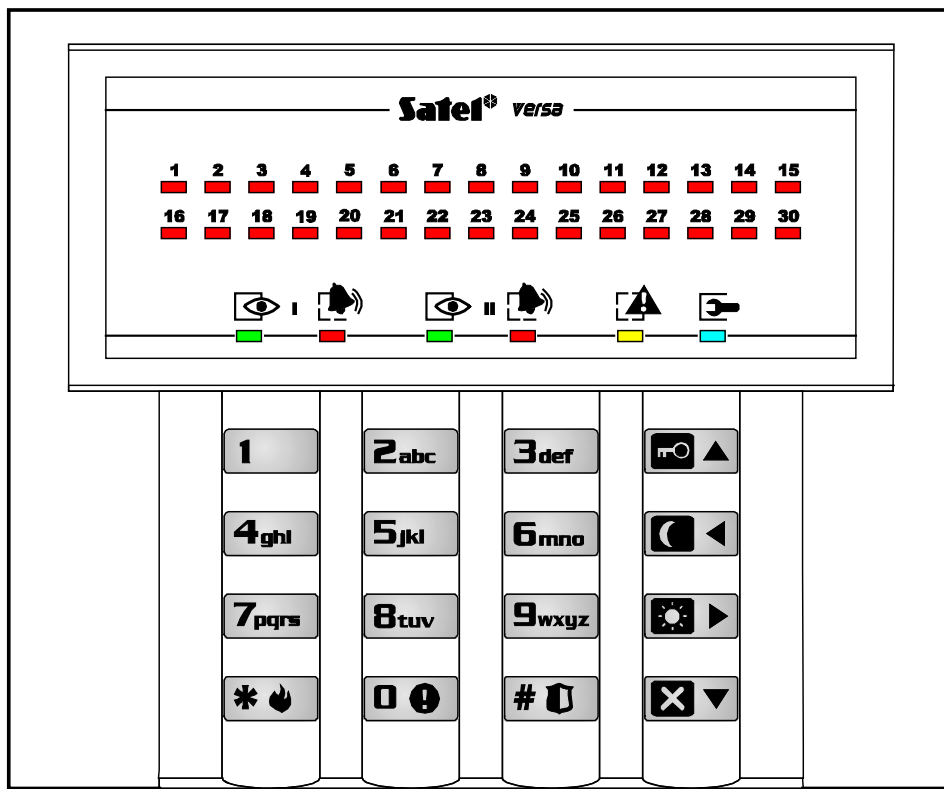 Satel versa
1 2 3 4 5 6 7 8 9 10 11 12 13 14 15
16 17 18 19 20 21 22 23 24 25 26 27 28 29 30
I II
1 2abc 3def
4ghi 5jkl 6mno
7pqrs 8tuv 9wxyz
* 0 #